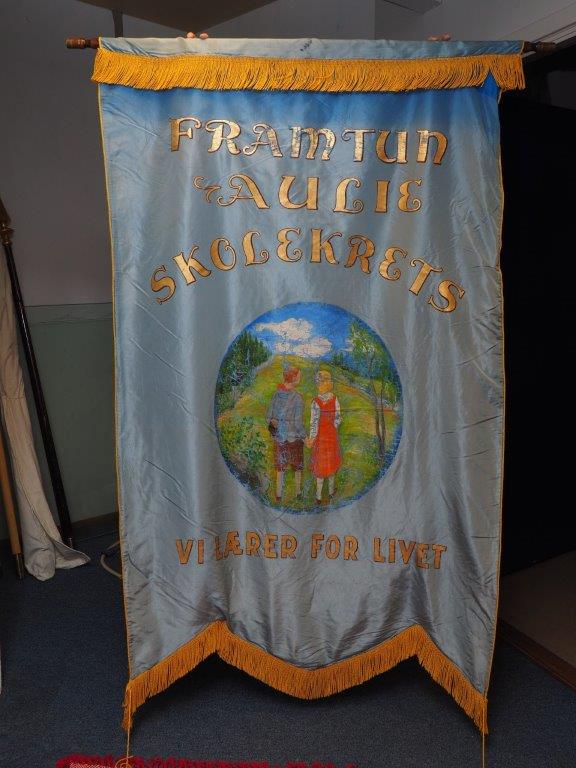 FRAMTUN
& AULIE
SKOLEKRETS
VI LÆRER FOR LIVET